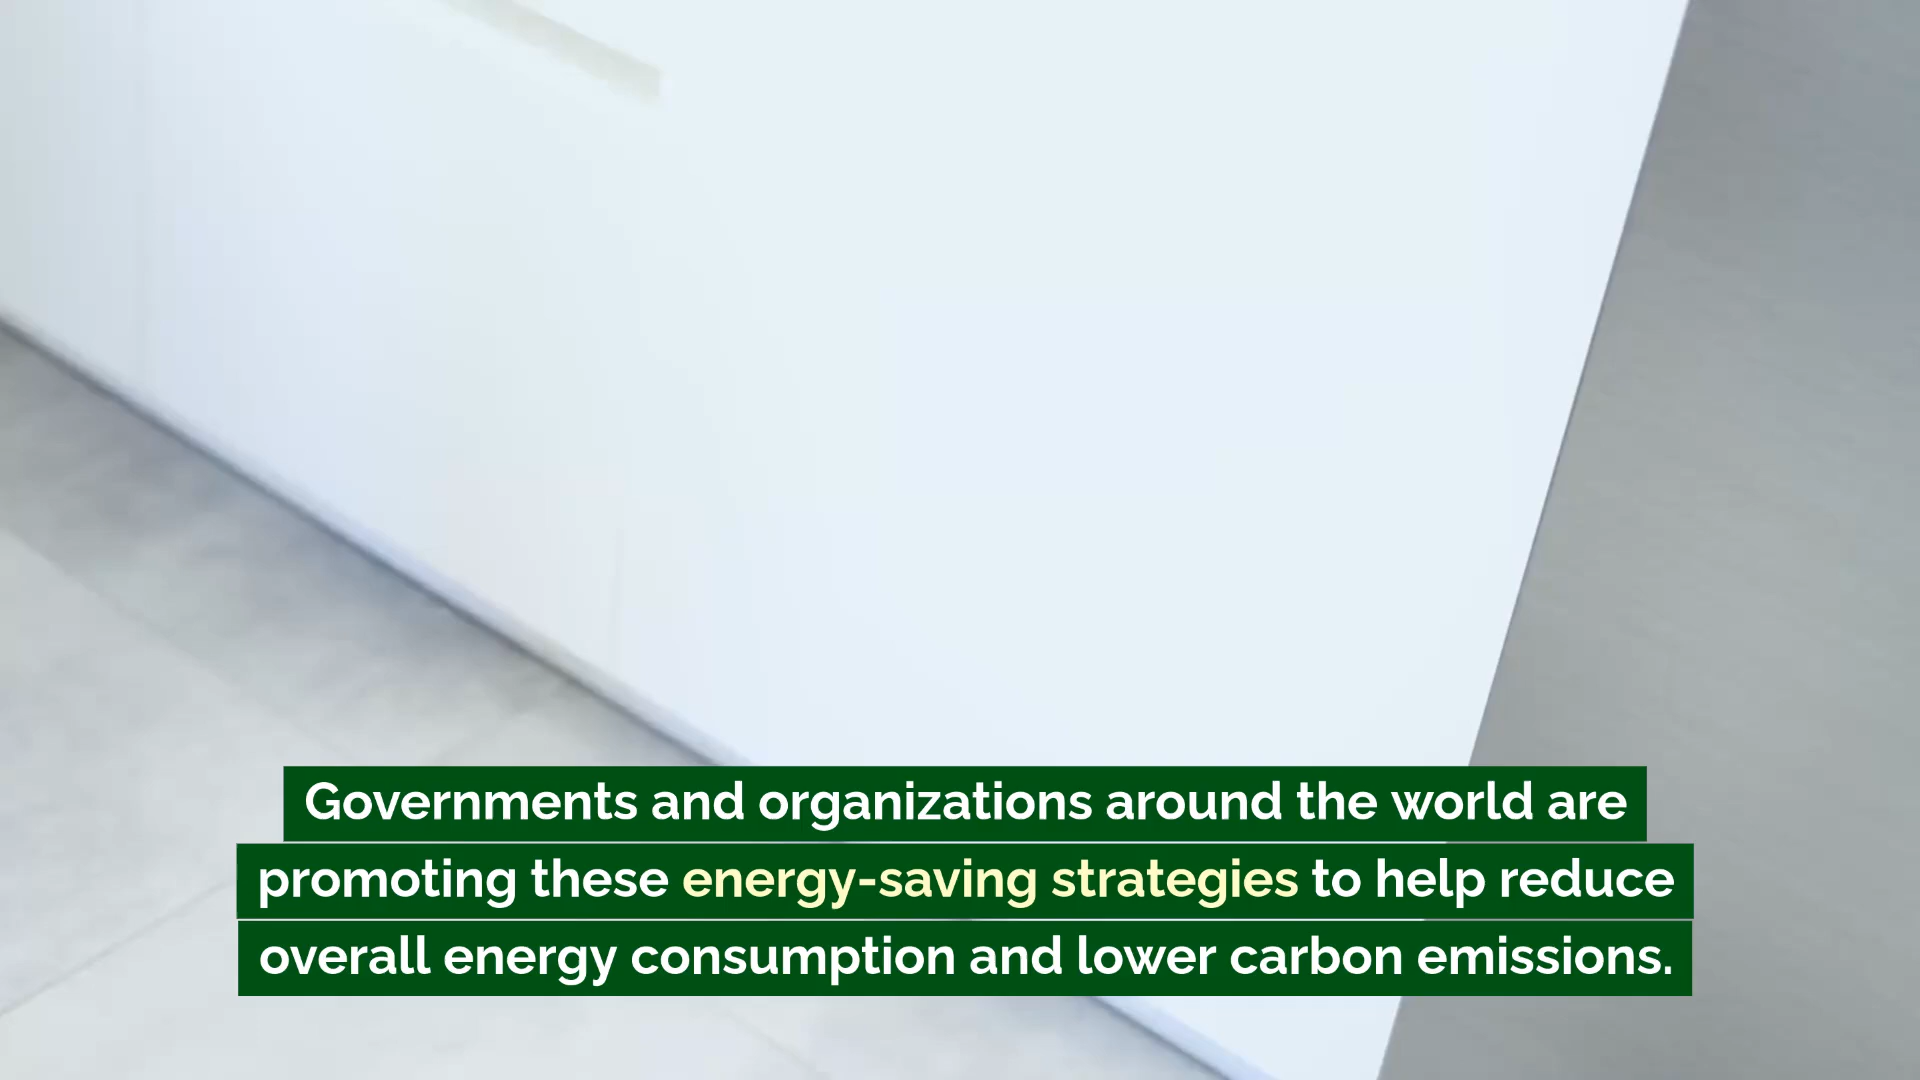 Governments and organizations around the world are
promoting these energy-saving strategies to help reduce
overall energy consumption and lower carbon emissions.